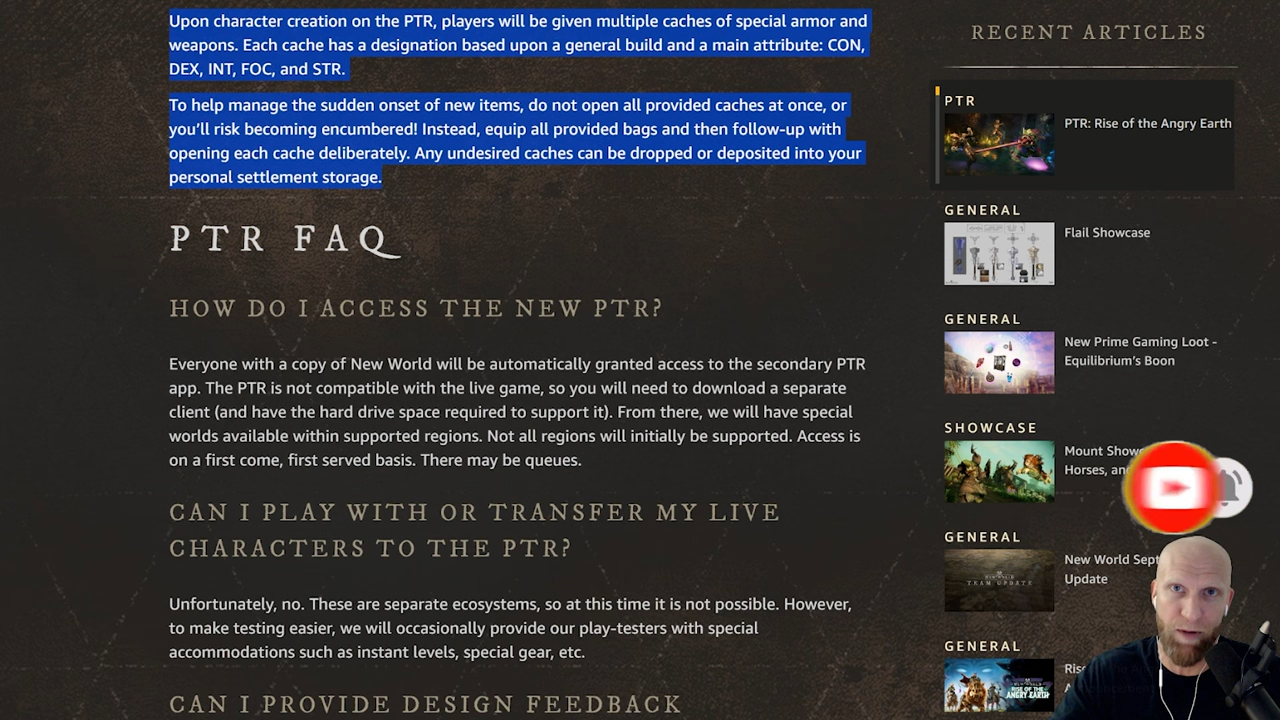 Upon character creation on the PTR, players will be given multiple caches of special armor and
weapons. Each cache has a designation based upon a general build and a main attribute: CON,
DEX, INT, FOC, and STR.
To help manage the sudden onset of new items, do not open all provided caches at once, or
you'll risk becoming encumbered! Instead, equip all provided bags and then follow-up with
opening each cache deliberately. Any undesired caches can be dropped or deposited into your
personal settlement storage.
PTR FAQ
HOW DO I ACCESS THE NEW PTR?
Everyone with a copy of New World will be automatically granted access to the secondary PTR
app. The PTR is not compatible with the live game, so you will need to download a separate
client (and have the hard drive space required to support it). From there, we will have special
worlds available within supported regions. Not all regions will initially be supported. Access is
on a first come, first served basis. There may be queues.
CAN I PLAY WITH OR TRANSFER MY LIVE
CHARACTERS TO THE PTR?
Unfortunately, no. These are separate ecosystems, so at this time it is not possible. However,
to make testing easier, we will occasionally provide our play-testers with special
accommodations such as instant levels, special gear, etc.
CAN I PROVIDE DESIGN FEEDBACK
RECENT ARTICLES
PTR
PTR: Rise of the Angry Earth
GENERAL
Flail Showcase
GENERAL
New Prime Gaming Loot -
Equilibrium's Boon
SHOWCASE
Mount
Horses,
GENERAL
New World
Update
TEAM UPDATE
GENERAL
RISE OF THE
ANGRY EARTH